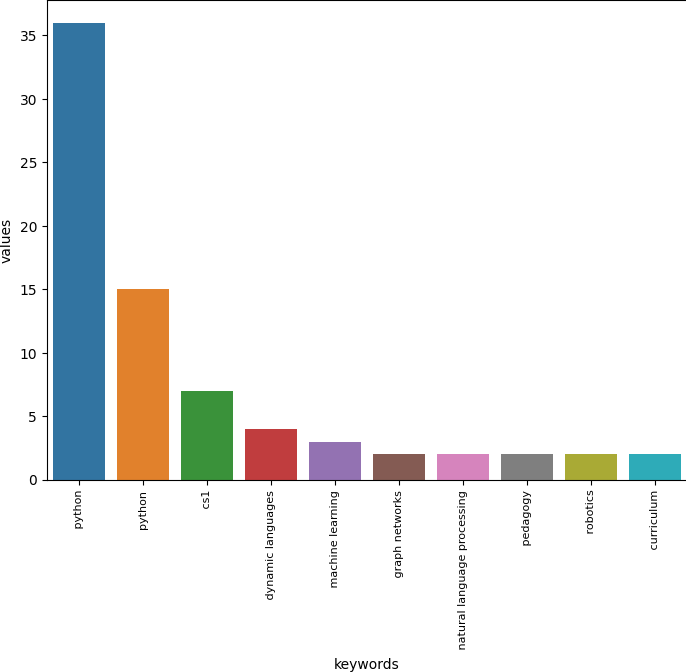 values
35
30
25
20
15
10
5
0
python
python
cs1
dynamic languages
machine learning
graph networks
natural language processing
pedagogy
robotics
curriculum
keywords